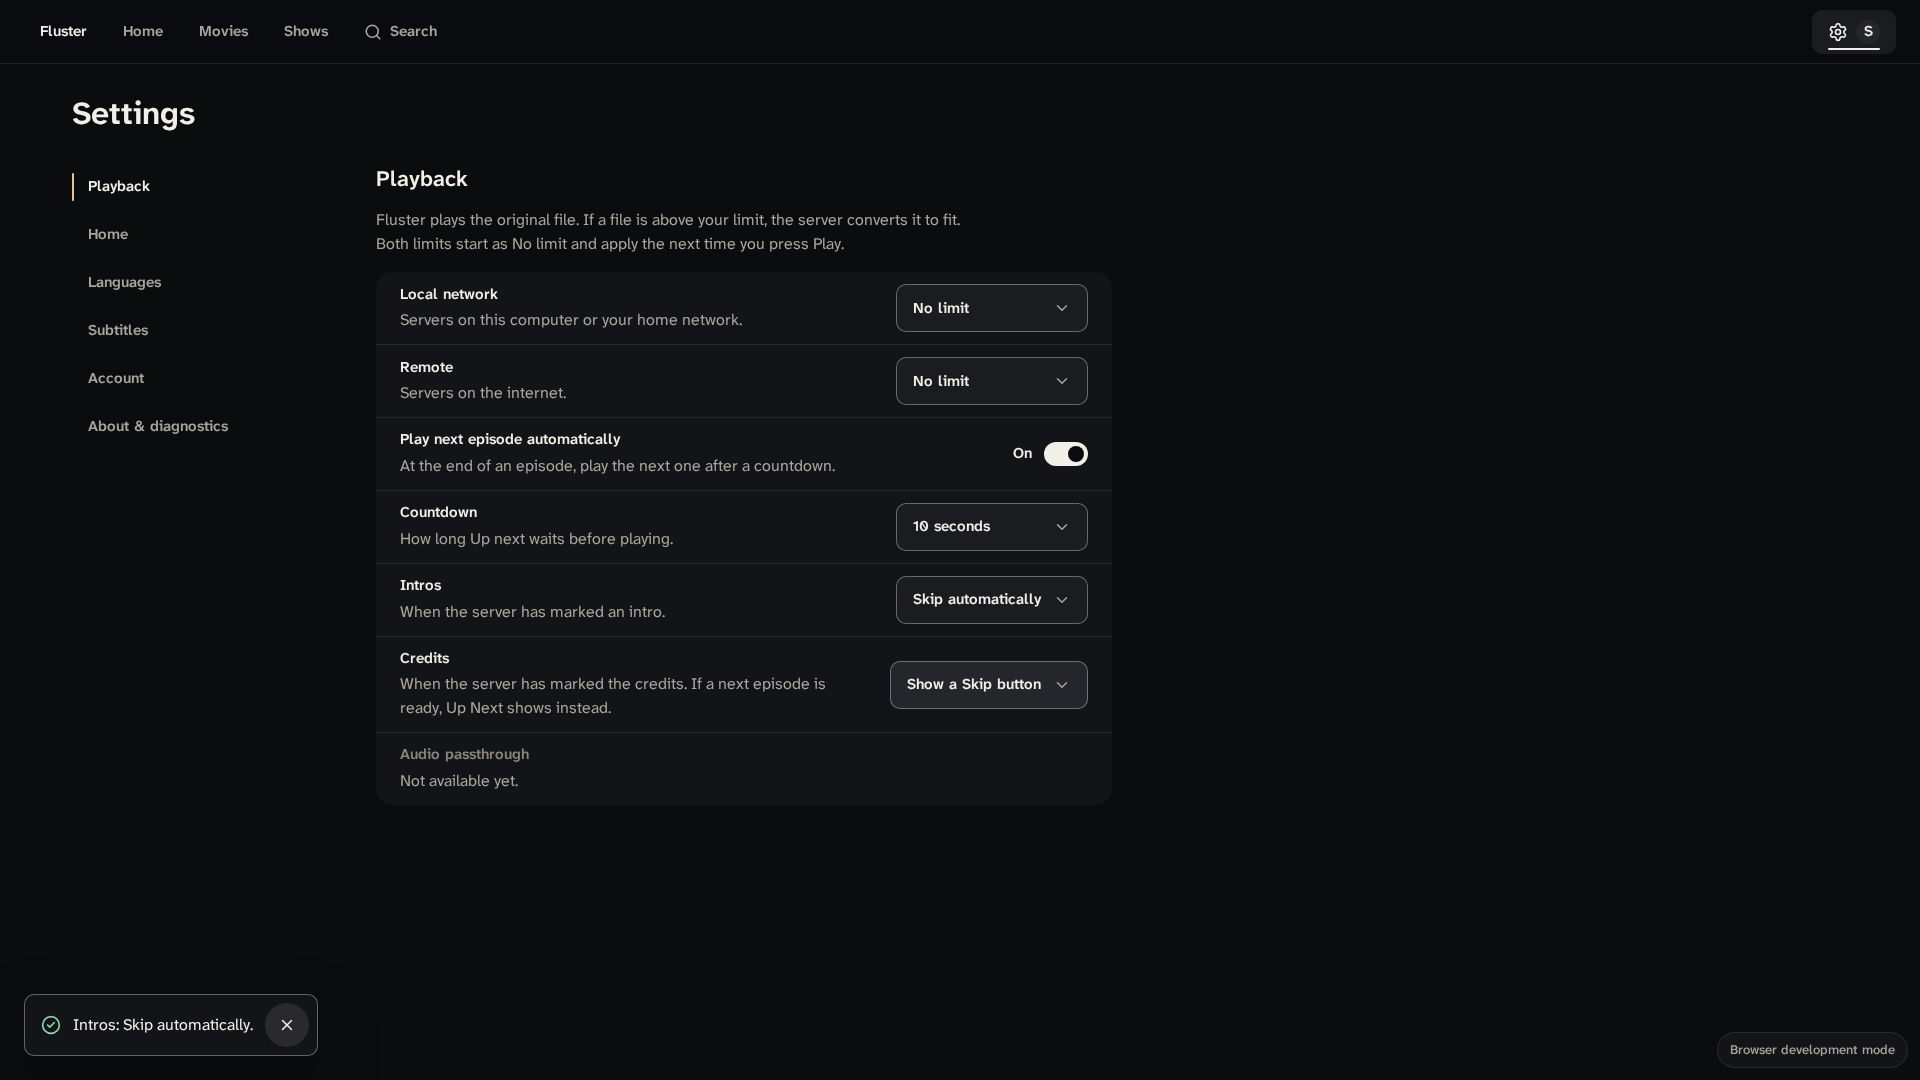 Fluster
Home
Movies
Shows
Search
S
Settings
Playback
Home
Languages
Subtitles
Account
About & diagnostics
Playback
Fluster plays the original file. If a file is above your limit, the server converts it to fit.
Both limits start as No limit and apply the next time you press Play.
Local network
Servers on this computer or your home network.
No limit
Remote
Servers on the internet.
No limit
Play next episode automatically
At the end of an episode, play the next one after a countdown.
On
Countdown
How long Up next waits before playing.
10 seconds
Intros
When the server has marked an intro.
Skip automatically
Credits
When the server has marked the credits. If a next episode is
ready, Up Next shows instead.
Show a Skip button
Audio passthrough
Not available yet.
Intros: Skip automatically.
Browser development mode